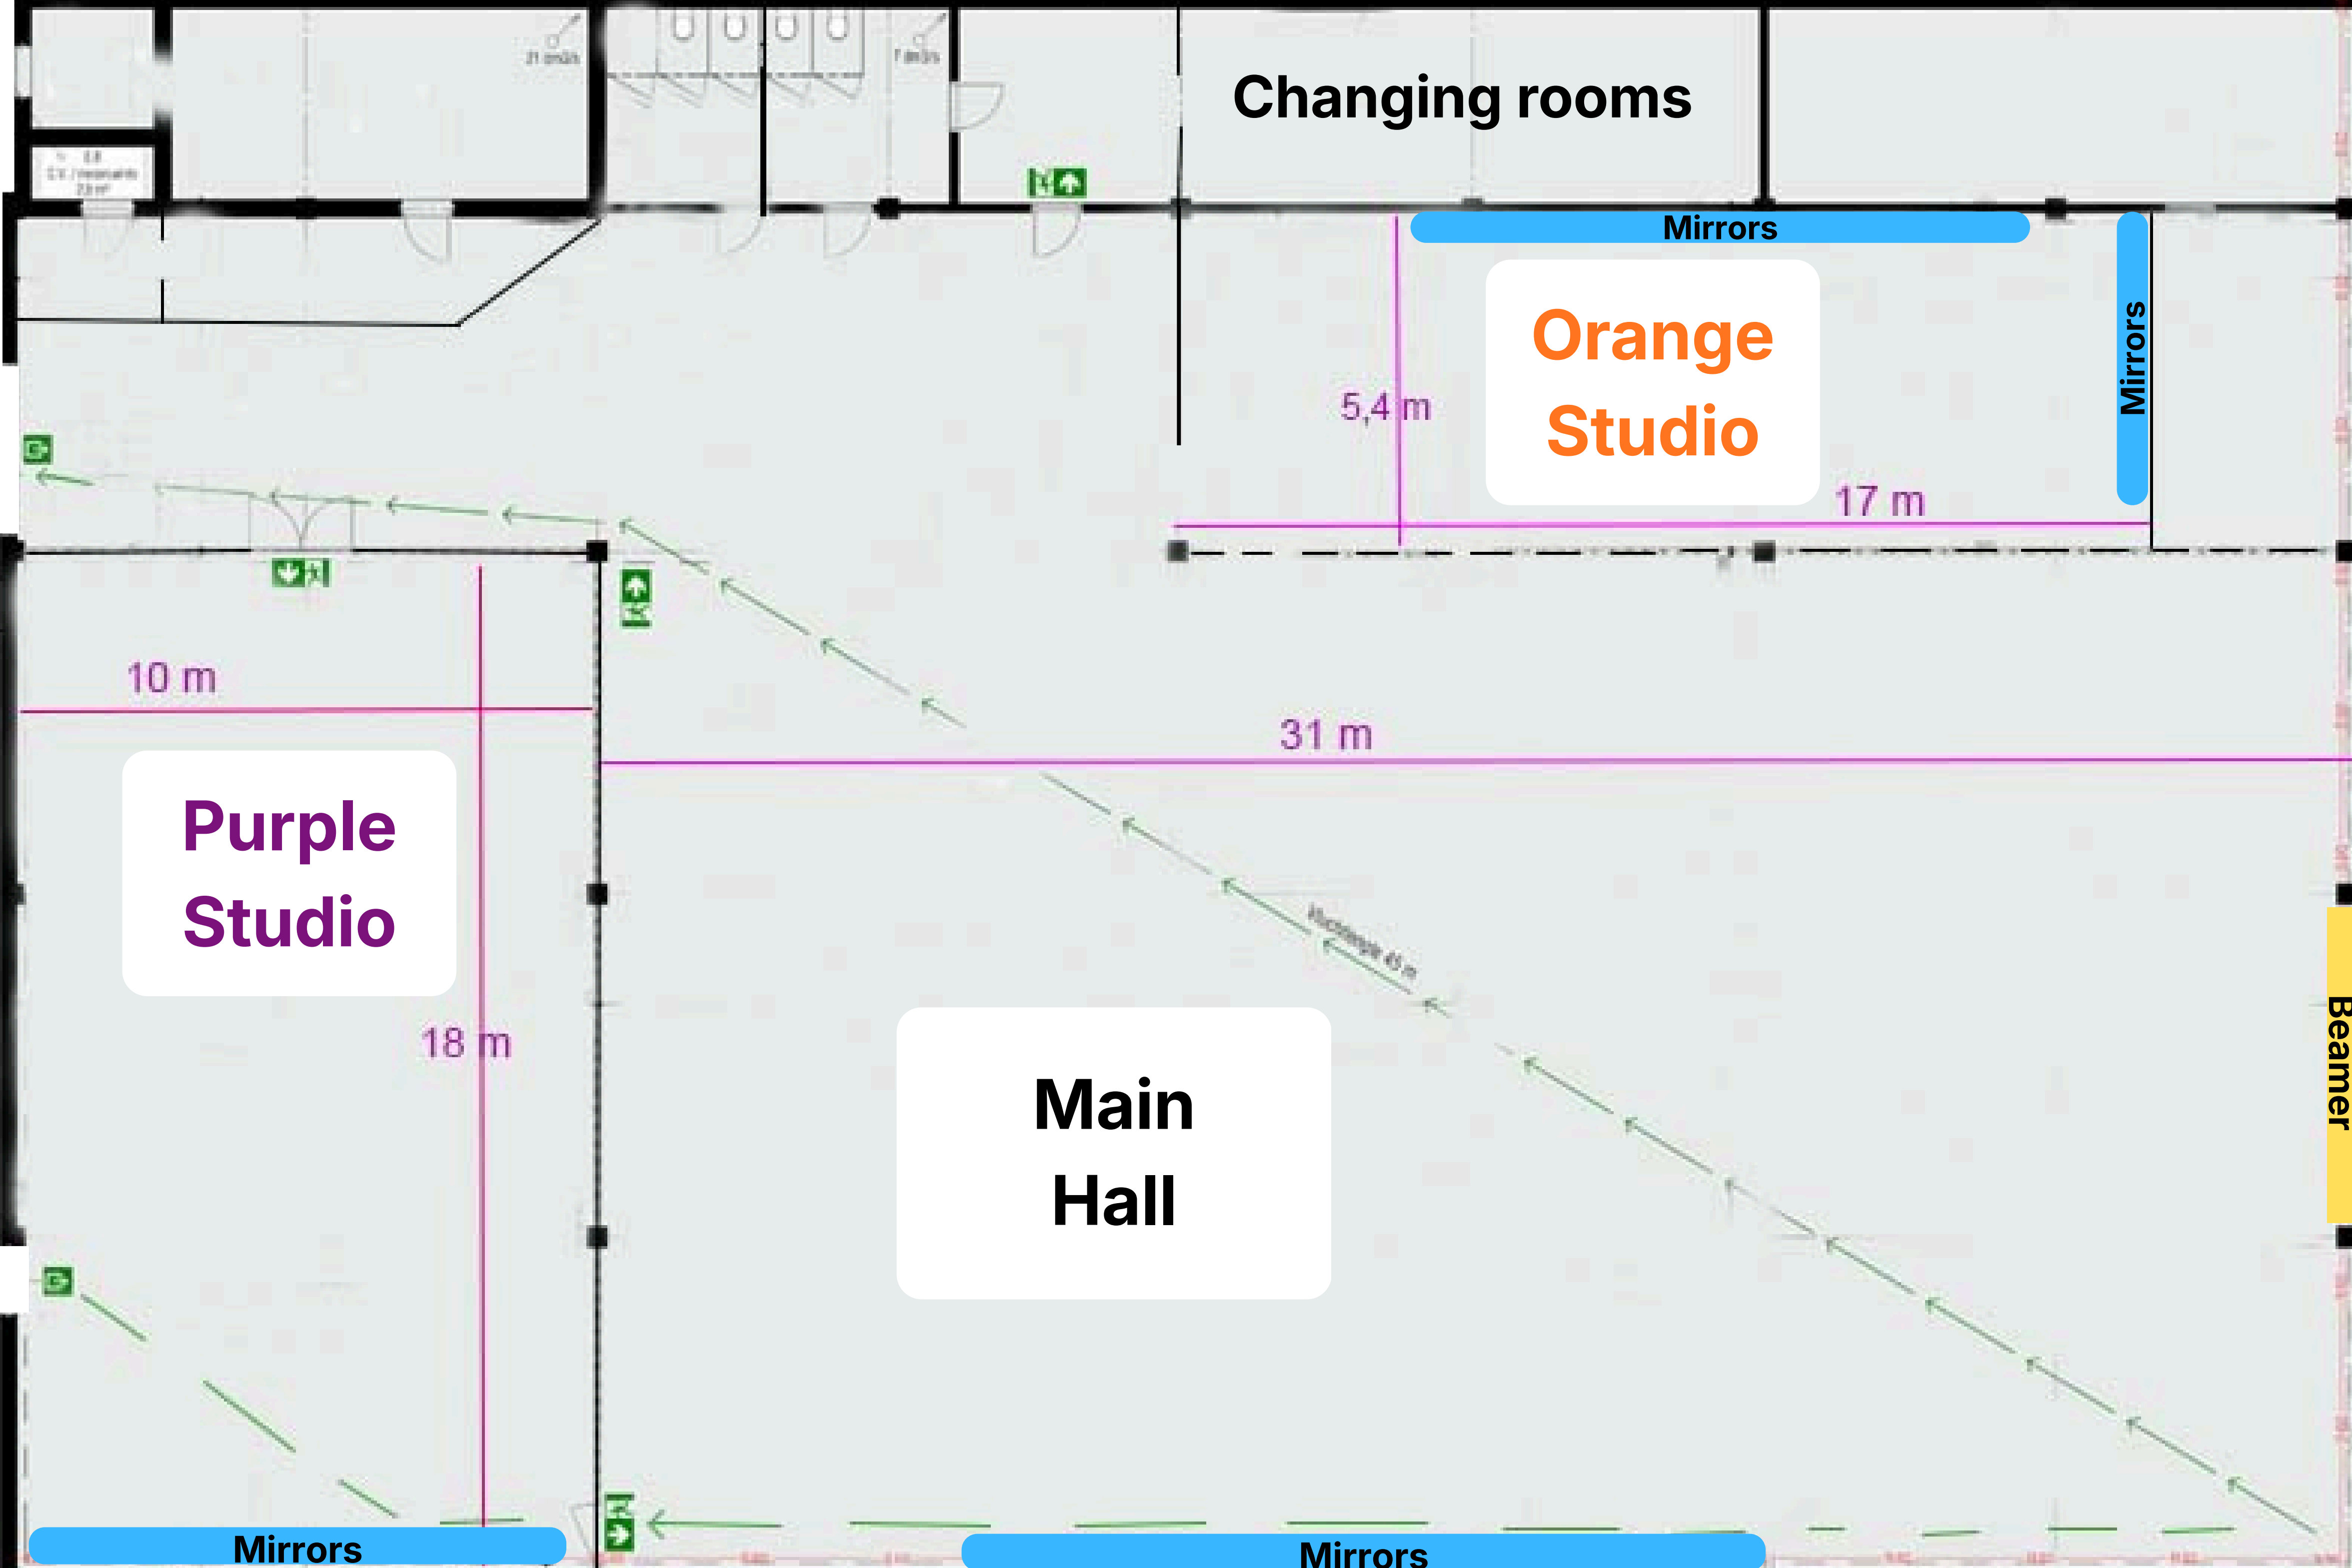 Changing rooms
Mirrors
Orange
Studio
Mirrors
5,4 m
17 m
10 m
31 m
Purple
Studio
18 m
Main
Hall
Beamer
Mirrors
Mirrors